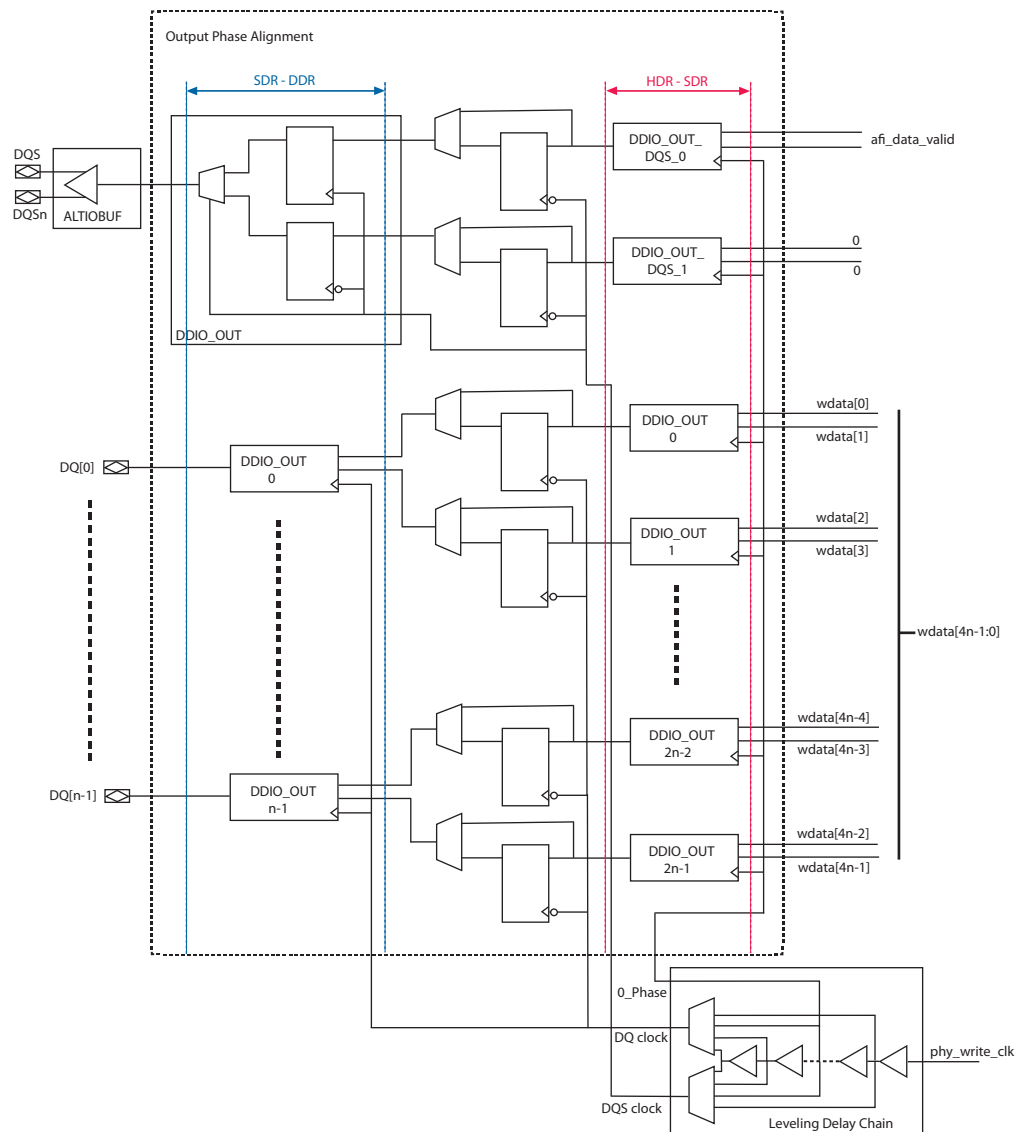 Output Phase Alignment
SDR - DDR
HDR - SDR
DQS
DQSn
ALTIOBUF
DDIO_OUT
DDIO_OUT_
DQS_0
afi_data_valid
DDIO_OUT_
DQS_1
0
0
DQ[0]
DDIO_OUT
0
DDIO_OUT
0
wdata[0]
wdata[1]
DDIO_OUT
1
wdata[2]
wdata[3]
wdata[4n-1:0]
DQ[n-1]
DDIO_OUT
n-1
DDIO_OUT
2n-2
wdata[4n-4]
wdata[4n-3]
DDIO_OUT
2n-1
wdata[4n-2]
wdata[4n-1]
0_Phase
DQ clock
DQS clock
phy_write_clk
Leveling Delay Chain